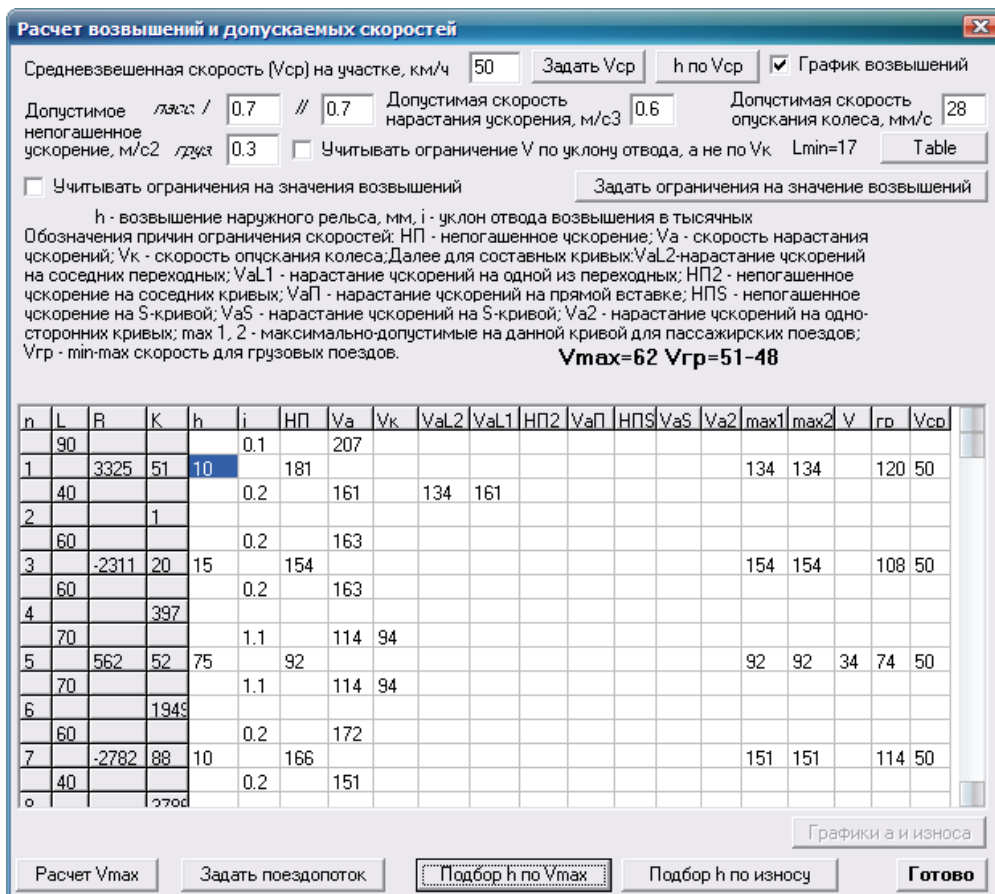 Расчет возвышений и допускаемых скоростей
Средневзвешенная скорость (Vср) на участке, км/ч 50 Задать Vср h по Vср График возвышений
Допустимое непогашенное ускорение, м/с2 пасс / 0.7 // 0.7 груз 0.3
Допустимая скорость нарастания ускорения, м/с3 0.6
Допустимая скорость опускания колеса, мм/с 28
Учитывать ограничение V по уклону отвода, а не по Vк Lmin=17 Table
Учитывать ограничения на значения возвышений Задать ограничения на значение возвышений
h - возвышение наружного рельса, мм, i - уклон отвода возвышения в тысячных
Обозначения причин ограничения скоростей: НП - непогашенное ускорение; Va - скорость нарастания
ускорений; Vк - скорость опускания колеса;Далее для составных кривых:VaL2-нарастание ускорений
на соседних переходных; VaL1 - нарастание ускорений на одной из переходных; НП2 - непогашенное
ускорение на соседних кривых; VaП - нарастание ускорений на прямой вставке; НПS - непогашенное
ускорение на S-кривой; VaS - нарастание ускорений на S-кривой; Va2 - нарастание ускорений на одно-
сторонних кривых; max 1, 2 - максимально-допустимые на данной кривой для пассажирских поездов;
Vгр - min-max скорость для грузовых поездов. Vmax=62 Vгр=51-48
n L R K h i НП Va Vк VaL2 VaL1 НП2 VaП НПS VaS Va2 max1 max2 V гр Vср
90 0.1 207
1 3325 51 10 181 134 134 120 50
40 0.2 161 134 161
2 1
60 0.2 163
3 -2311 20 15 154 154 154 108 50
60 0.2 163
4 397
70 1.1 114 94
5 562 52 75 92 92 92 34 74 50
70 1.1 114 94
6 1949
60 0.2 172
7 -2782 88 10 166 151 151 114 50
40 0.2 151
Графики а и износа
Расчет Vmax Задать поездопоток Подбор h по Vmax Подбор h по износу Готово